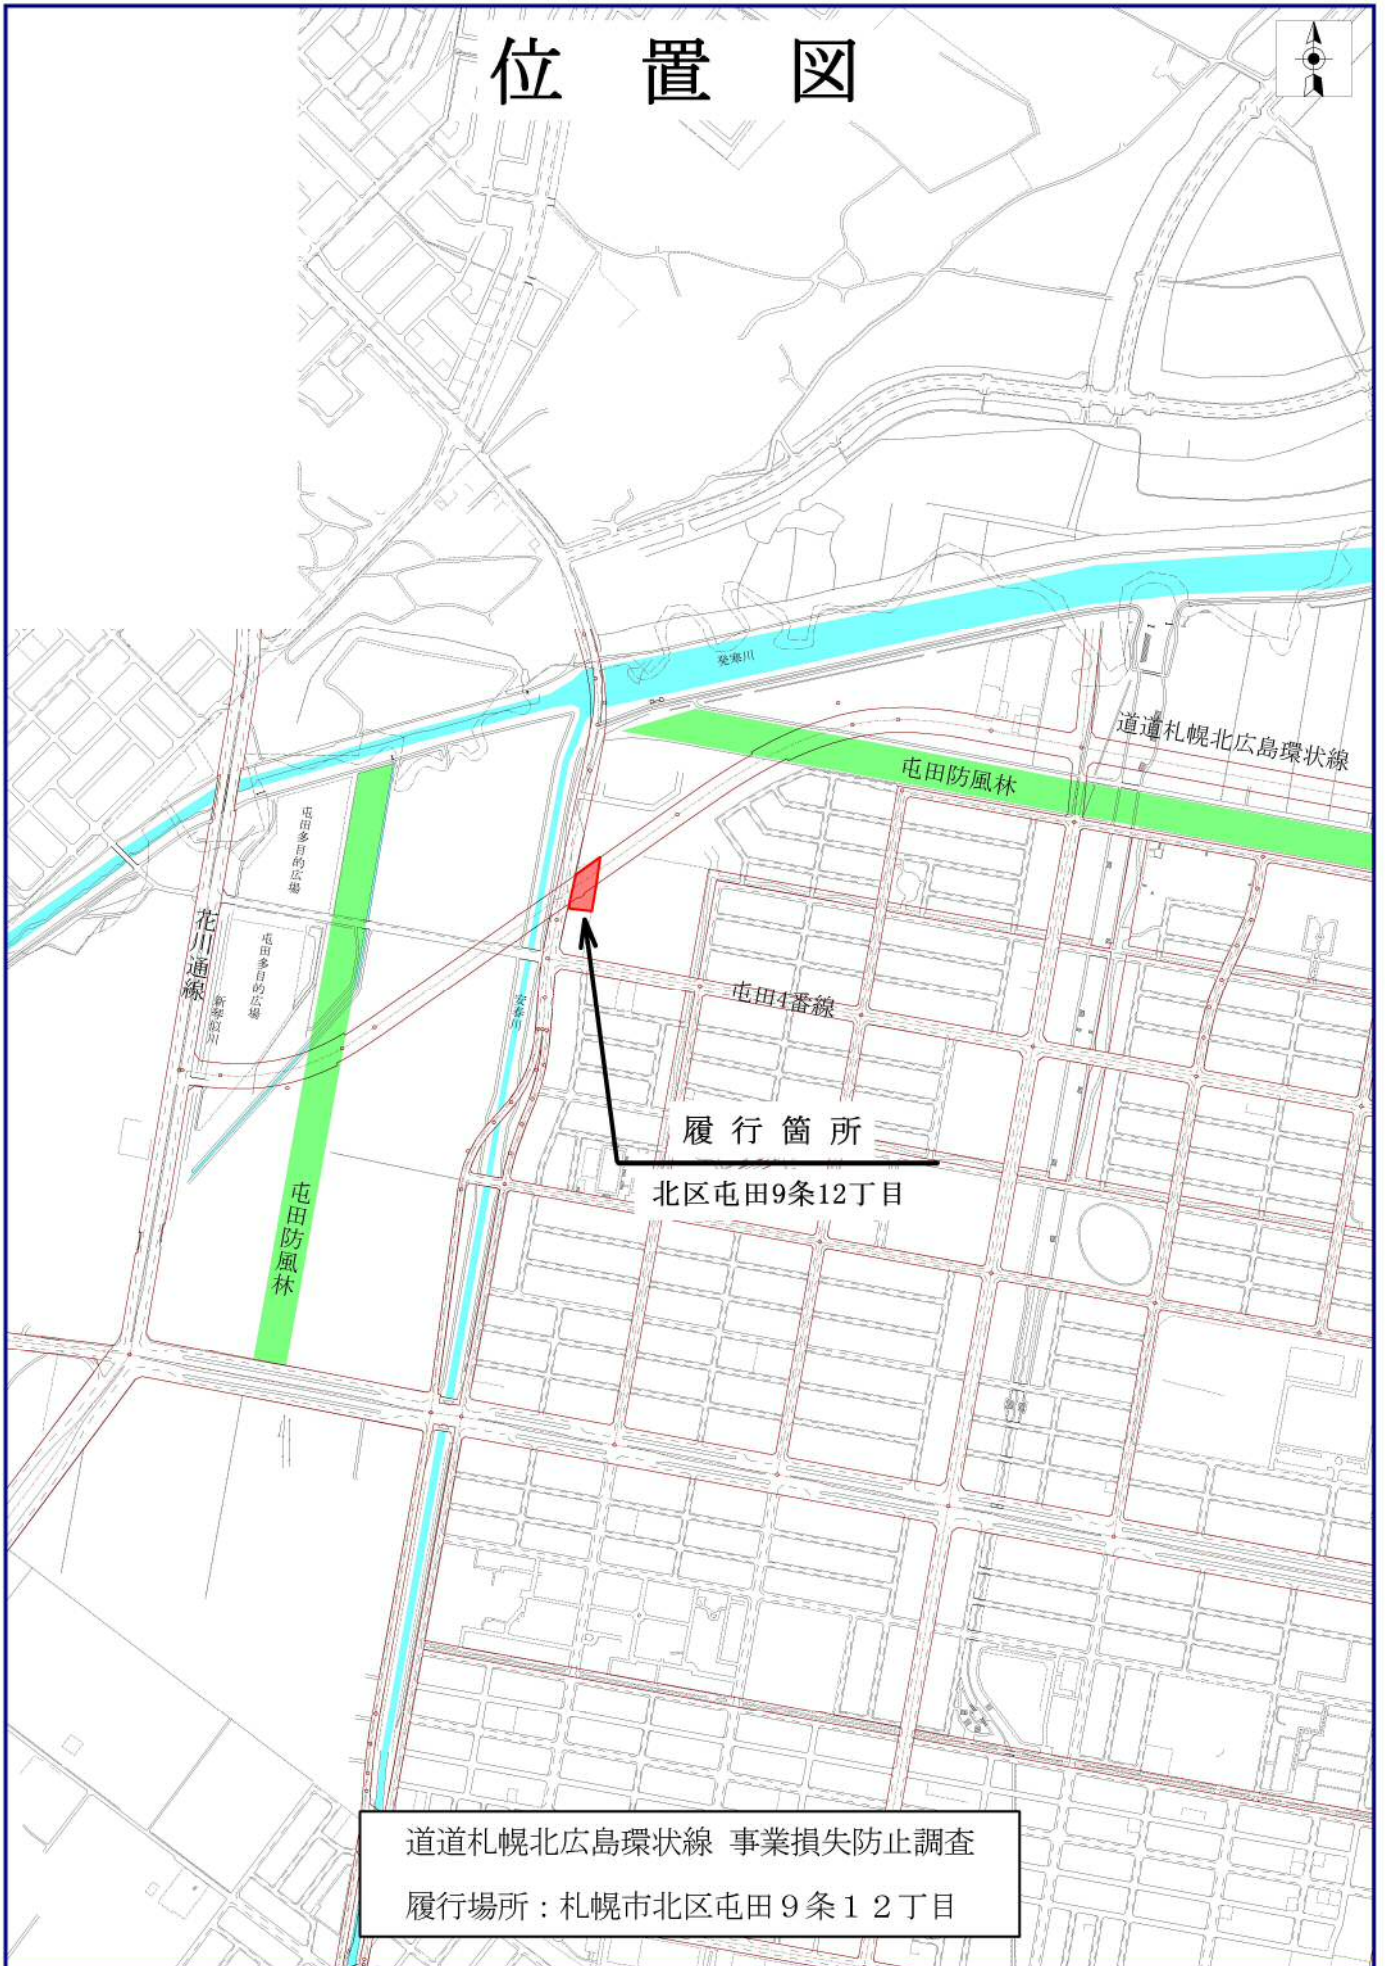 位置図
発寒川
道道札幌北広島環状線
屯田防風林
屯田多目的広場
花川通線
屯田多目的広場
新琴似川
安春川
屯田4番線
履行箇所
北区屯田9条12丁目
屯田防風林
道道札幌北広島環状線 事業損失防止調査
履行場所：札幌市北区屯田９条１２丁目